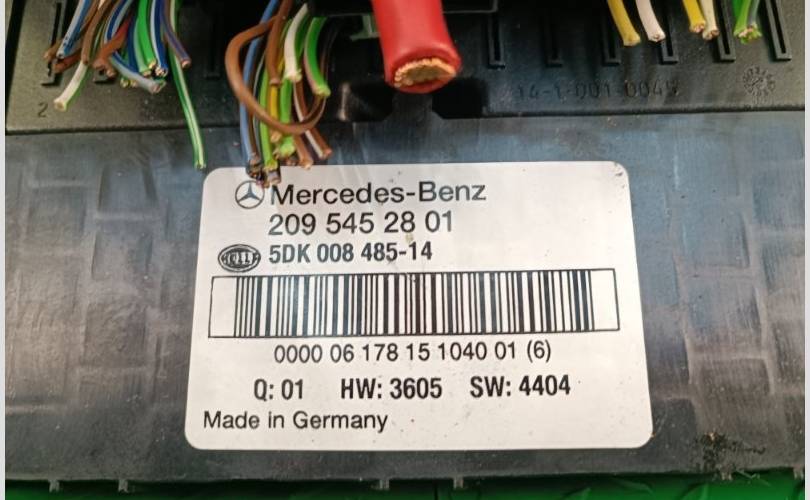 2
14-1-001 0045
Mercedes-Benz
209 545 28 01
HELLA
5DK 008 485-14
0000 06 178 15 1040 01 (6)
Q: 01 HW: 3605 SW: 4404
Made in Germany